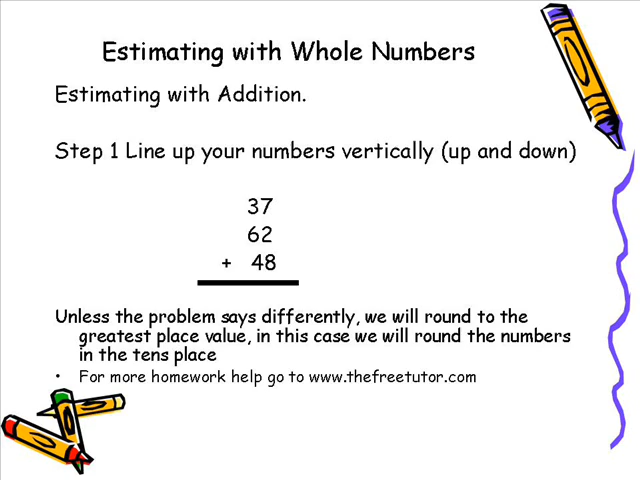 Estimating with Whole Numbers
Estimating with Addition.
Step 1 Line up your numbers vertically (up and down)
37
62
+ 48
Unless the problem says differently, we will round to the
greatest place value, in this case we will round the numbers
in the tens place
• For more homework help go to www.thefreetutor.com